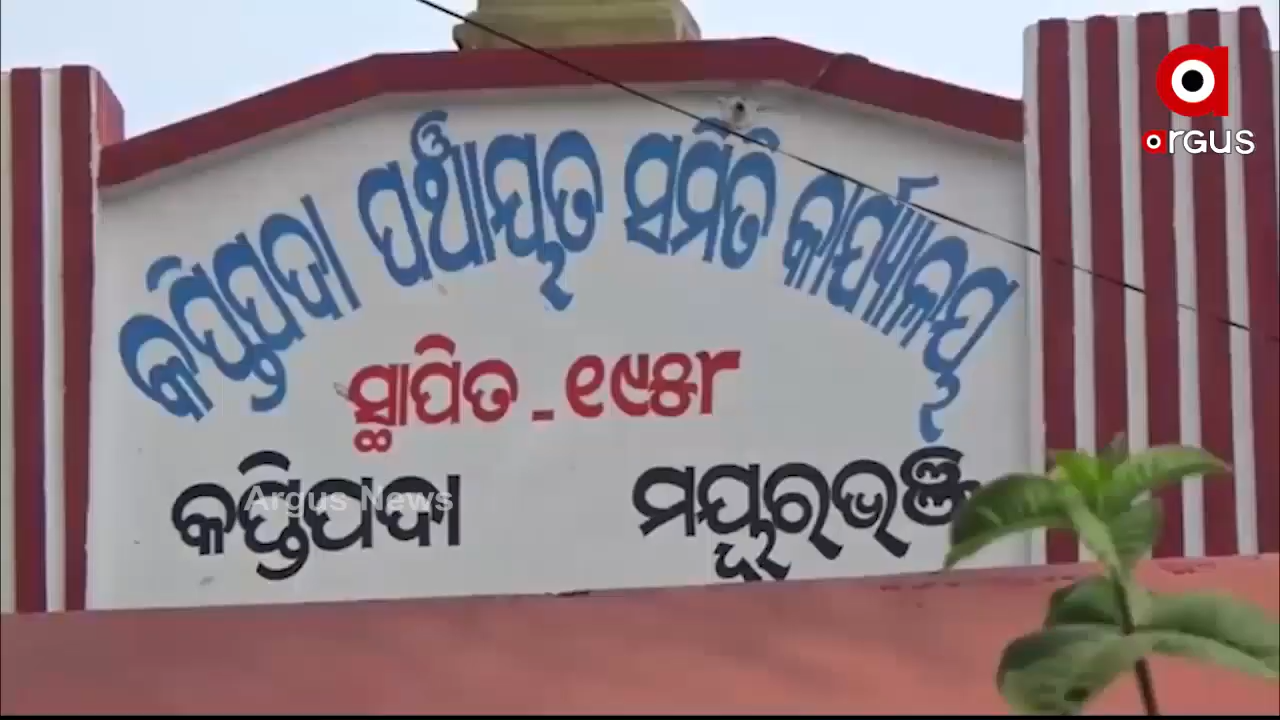 argus
କପ୍ତିପଦା ପଞ୍ଚାୟତ ସମିତି କାର୍ଯ୍ୟାଳୟ
ସ୍ଥାପିତ - ୧୯୫୮
କପ୍ତିପଦା ମୟୂରଭଞ୍ଜ
Argus News